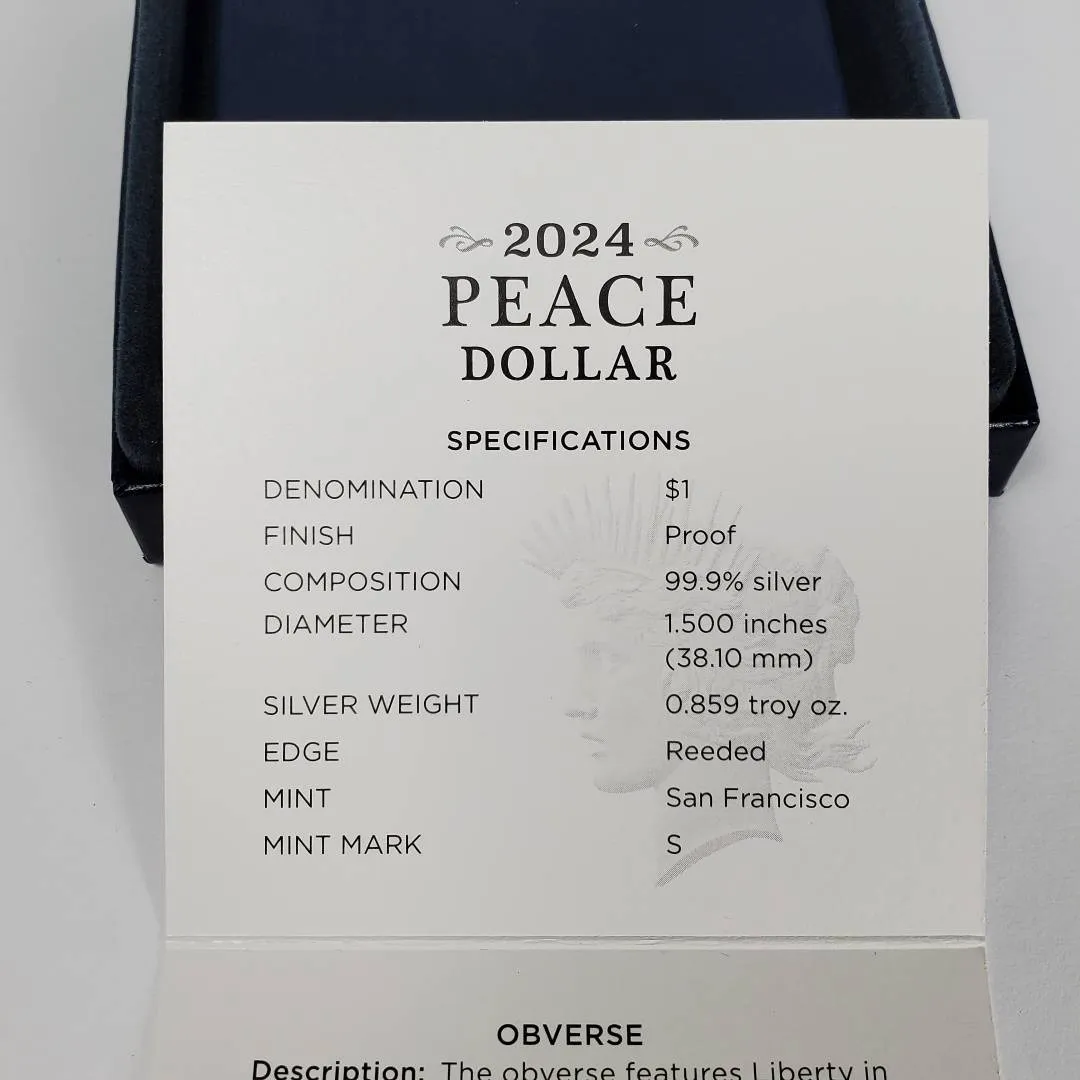 2024
PEACE
DOLLAR
SPECIFICATIONS
DENOMINATION $1
FINISH Proof
COMPOSITION 99.9% silver
DIAMETER 1.500 inches
(38.10 mm)
SILVER WEIGHT 0.859 troy oz.
EDGE Reeded
MINT San Francisco
MINT MARK S
OBVERSE
Description: The obverse features Liberty in